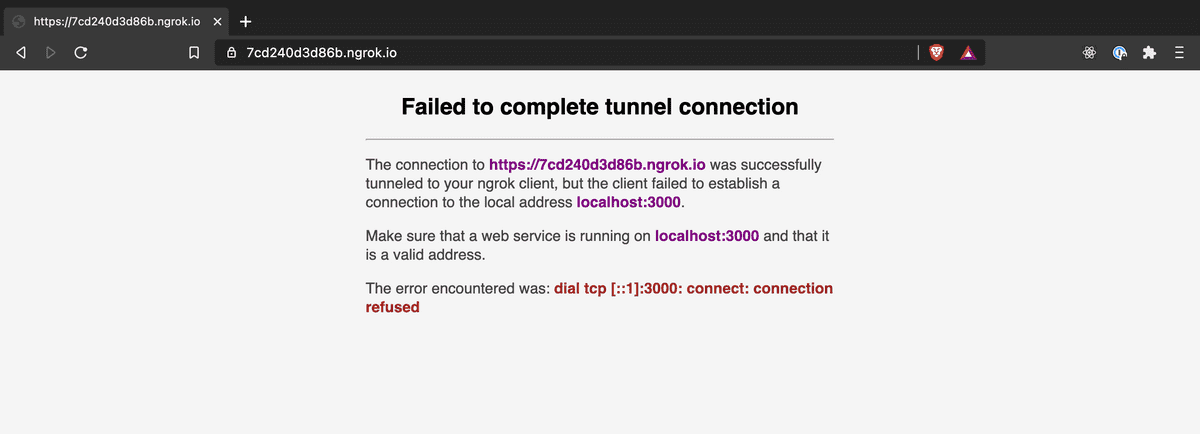 https://7cd240d3d86b.ngrok.io
7cd240d3d86b.ngrok.io
Failed to complete tunnel connection
The connection to https://7cd240d3d86b.ngrok.io was successfully
tunneled to your ngrok client, but the client failed to establish a
connection to the local address localhost:3000.
Make sure that a web service is running on localhost:3000 and that it
is a valid address.
The error encountered was: dial tcp [::1]:3000: connect: connection
refused